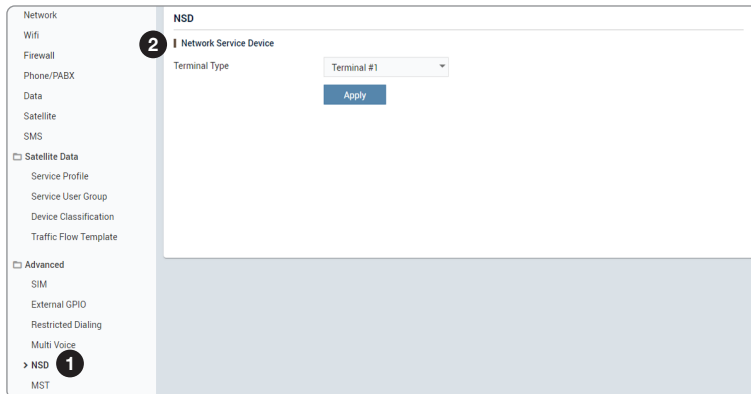 Network
Wifi
Firewall
Phone/PABX
Data
Satellite
SMS
Satellite Data
Service Profile
Service User Group
Device Classification
Traffic Flow Template
Advanced
SIM
External GPIO
Restricted Dialing
Multi Voice
> NSD 1
MST
NSD
2 Network Service Device
Terminal Type Terminal #1
Apply